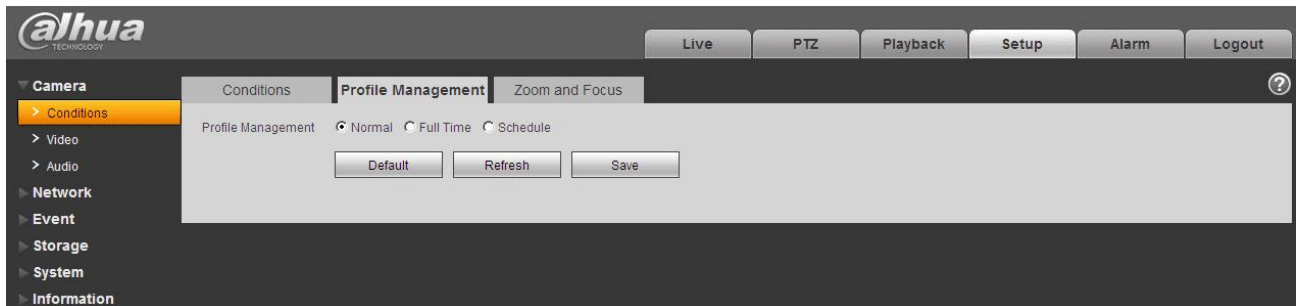 alhua
TECHNOLOGY
Live PTZ Playback Setup Alarm Logout
Camera
Conditions
Video
Audio
Network
Event
Storage
System
Information
Conditions Profile Management Zoom and Focus ?
Profile Management Normal Full Time Schedule
Default Refresh Save